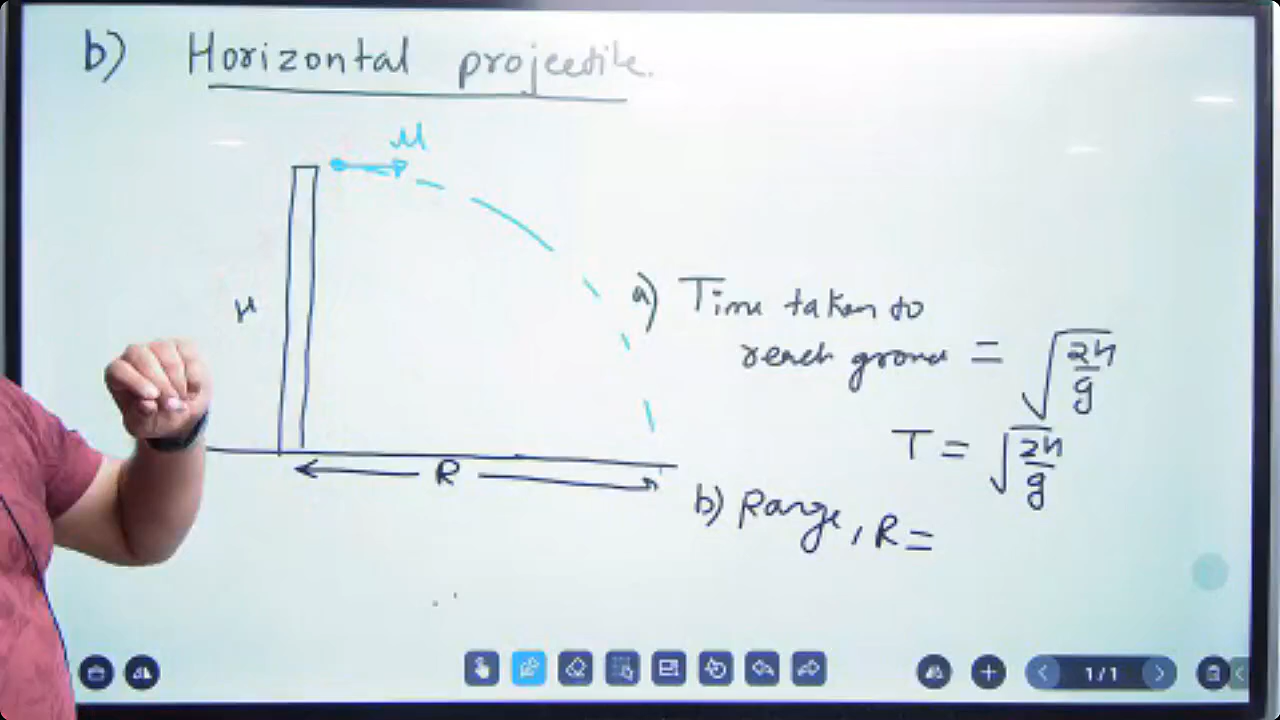 b) Horizontal projectile.
u
H
a) Time taken to
reach ground = √(2H/g)
T = √(2H/g)
R
b) Range, R =
1/1